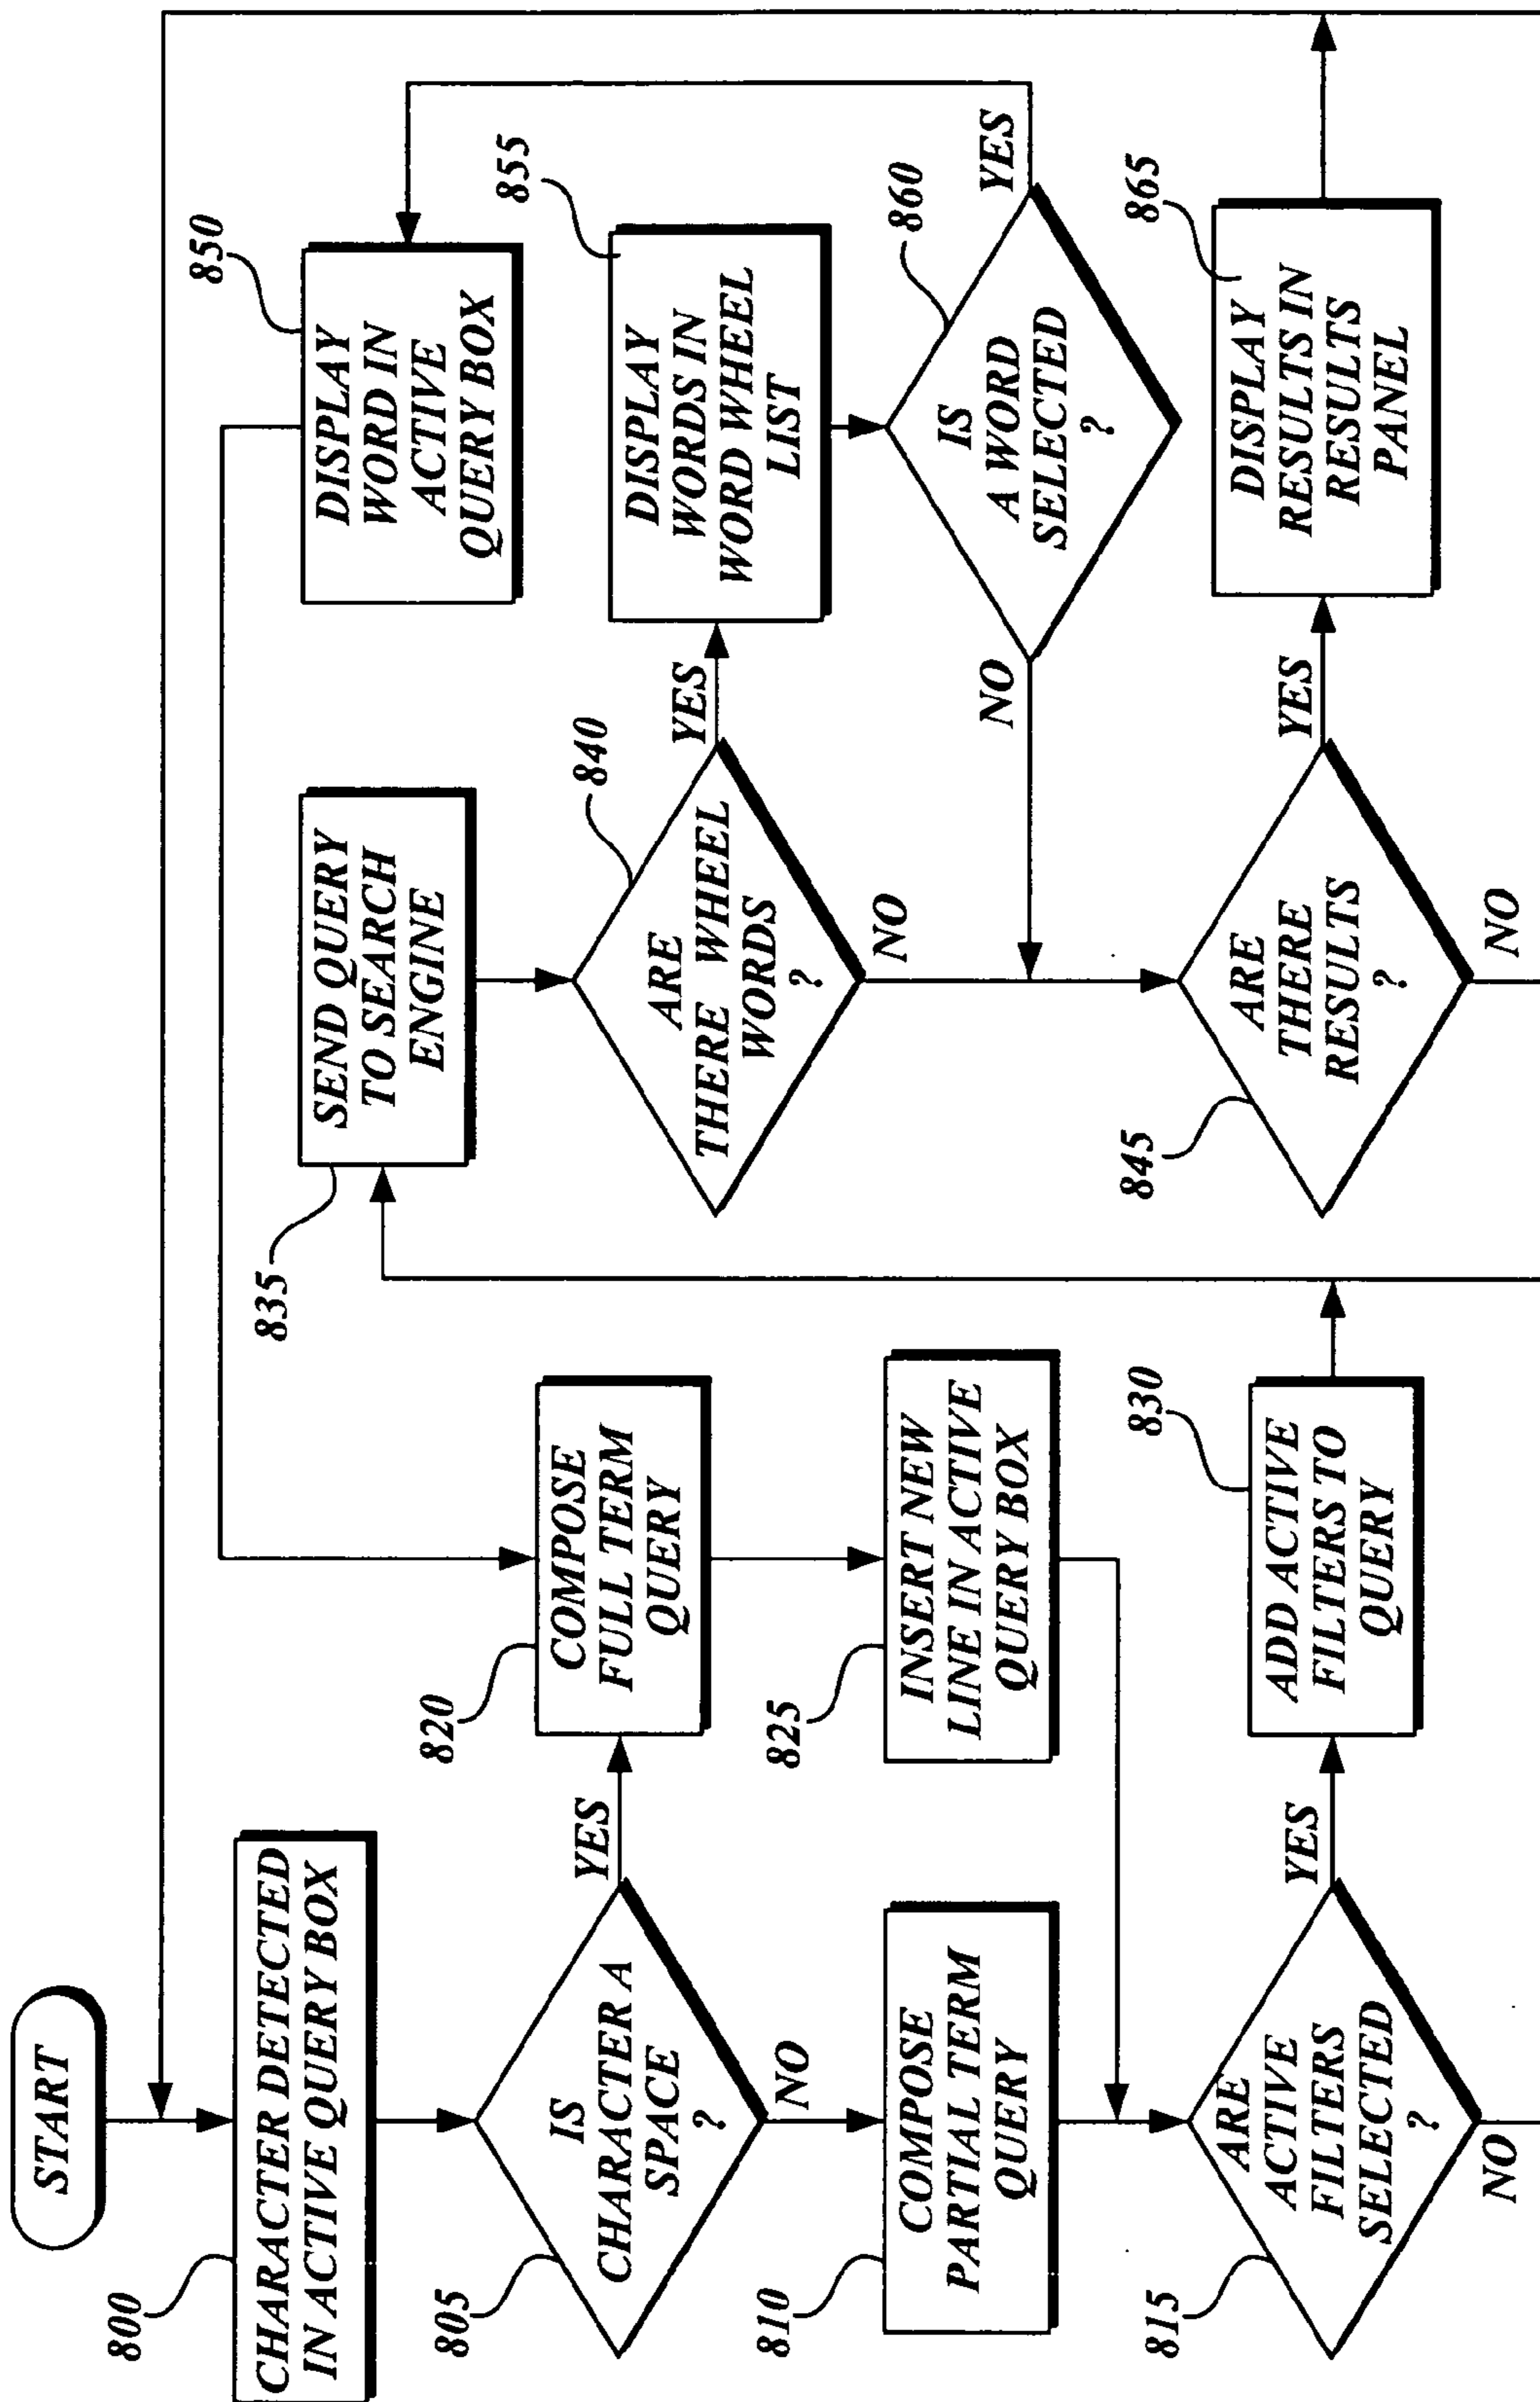 START
800
CHARACTER DETECTED
IN ACTIVE QUERY BOX
805
IS
CHARACTER A
SPACE
?
YES
NO
810
COMPOSE
PARTIAL TERM
QUERY
815
ARE
ACTIVE
FILTERS
SELECTED
?
YES
NO
820
COMPOSE
FULL TERM
QUERY
825
INSERT NEW
LINE IN ACTIVE
QUERY BOX
830
ADD ACTIVE
FILTERS TO
QUERY
835
SEND QUERY
TO SEARCH
ENGINE
840
ARE
THERE WHEEL
WORDS
?
YES
NO
845
ARE
THERE
RESULTS
?
YES
NO
850
DISPLAY
WORD IN
ACTIVE
QUERY BOX
855
DISPLAY
WORDS IN
WORD WHEEL
LIST
860
IS
A WORD
SELECTED
?
YES
NO
865
DISPLAY
RESULTS IN
RESULTS
PANEL